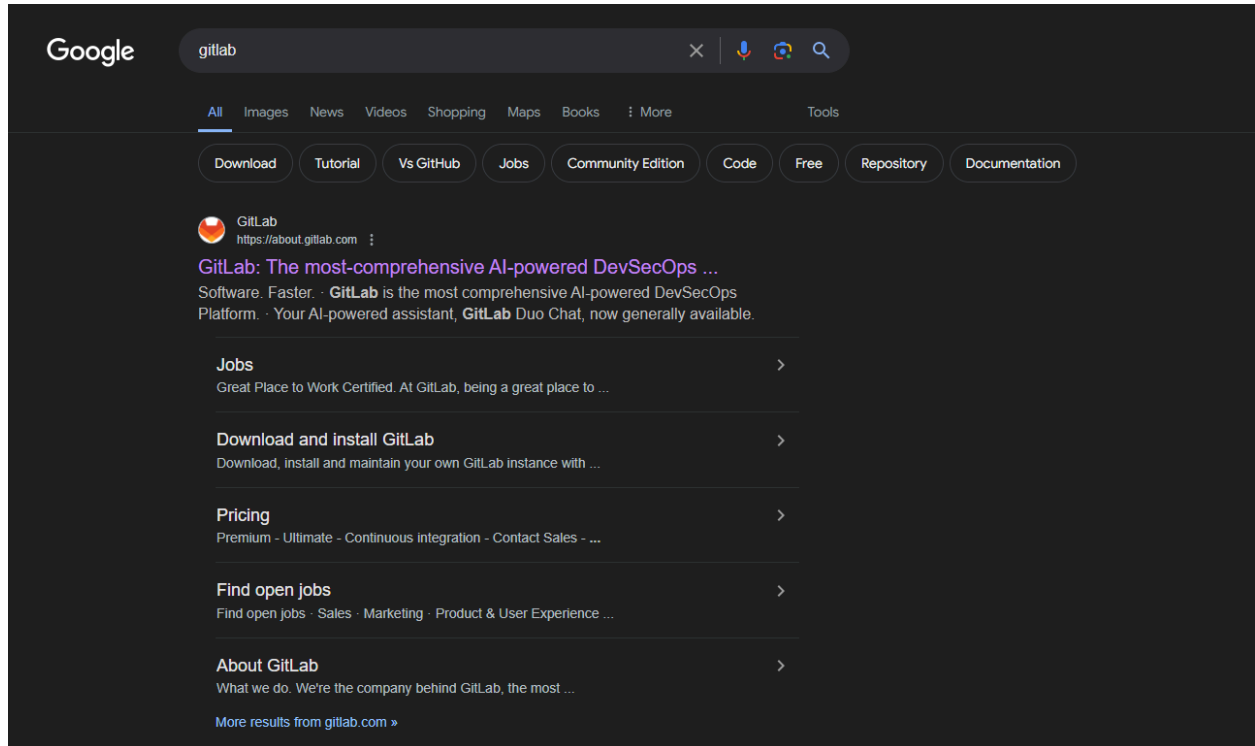 Google
gitlab
All Images News Videos Shopping Maps Books More Tools
Download Tutorial Vs GitHub Jobs Community Edition Code Free Repository Documentation
GitLab
https://about.gitlab.com
GitLab: The most-comprehensive AI-powered DevSecOps ...
Software. Faster. · GitLab is the most comprehensive AI-powered DevSecOps
Platform. · Your AI-powered assistant, GitLab Duo Chat, now generally available.
Jobs
Great Place to Work Certified. At GitLab, being a great place to ...
Download and install GitLab
Download, install and maintain your own GitLab instance with ...
Pricing
Premium - Ultimate - Continuous integration - Contact Sales - ...
Find open jobs
Find open jobs · Sales · Marketing · Product & User Experience ...
About GitLab
What we do. We're the company behind GitLab, the most ...
More results from gitlab.com »